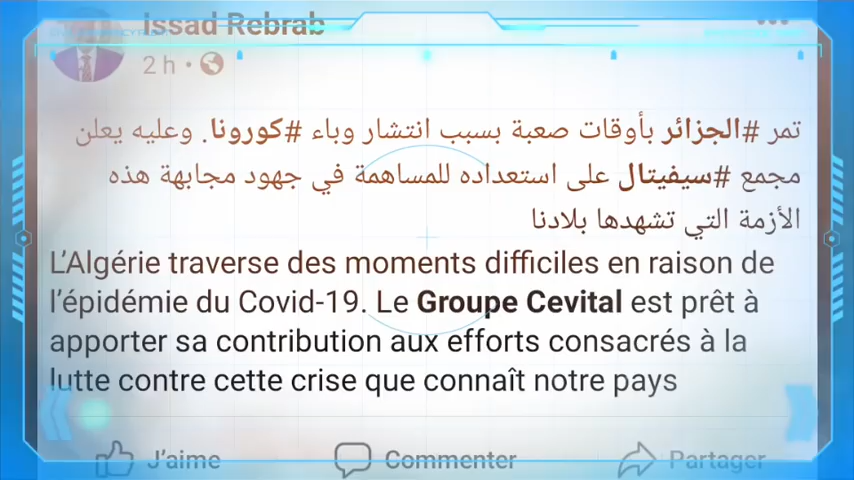 Issad Rebrab
2 h
تمر #الجزائر بأوقات صعبة بسبب انتشار وباء #كورونا. وعليه يعلن
مجمع #سيفيتال على استعداده للمساهمة في جهود مجابهة هذه
الأزمة التي تشهدها بلادنا
L'Algérie traverse des moments difficiles en raison de
l'épidémie du Covid-19. Le Groupe Cevital est prêt à
apporter sa contribution aux efforts consacrés à la
lutte contre cette crise que connaît notre pays
J'aime Commenter Partager